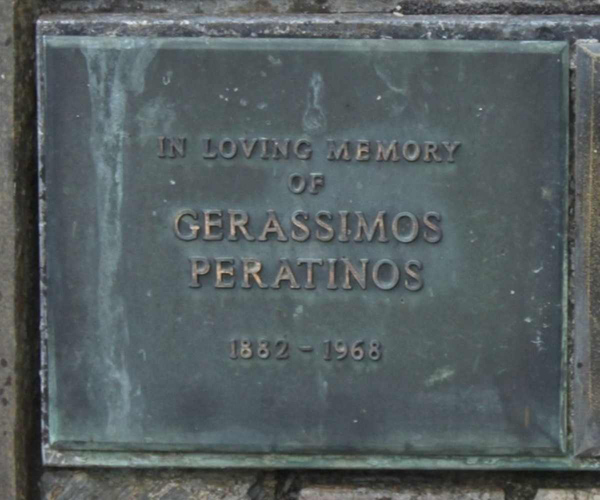 IN LOVING MEMORY
OF
GERASSIMOS
PERATINOS
1882 - 1968